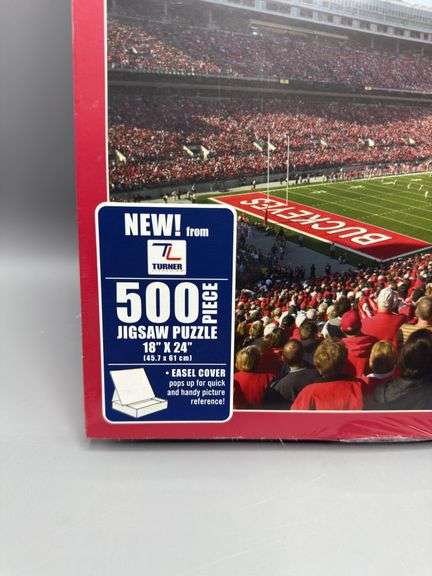 BUCKEYES
NEW! from
TL
TURNER
500 PIECE
JIGSAW PUZZLE
18" X 24"
(45.7 x 61 cm)
• EASEL COVER
pops up for quick
and handy picture
reference!